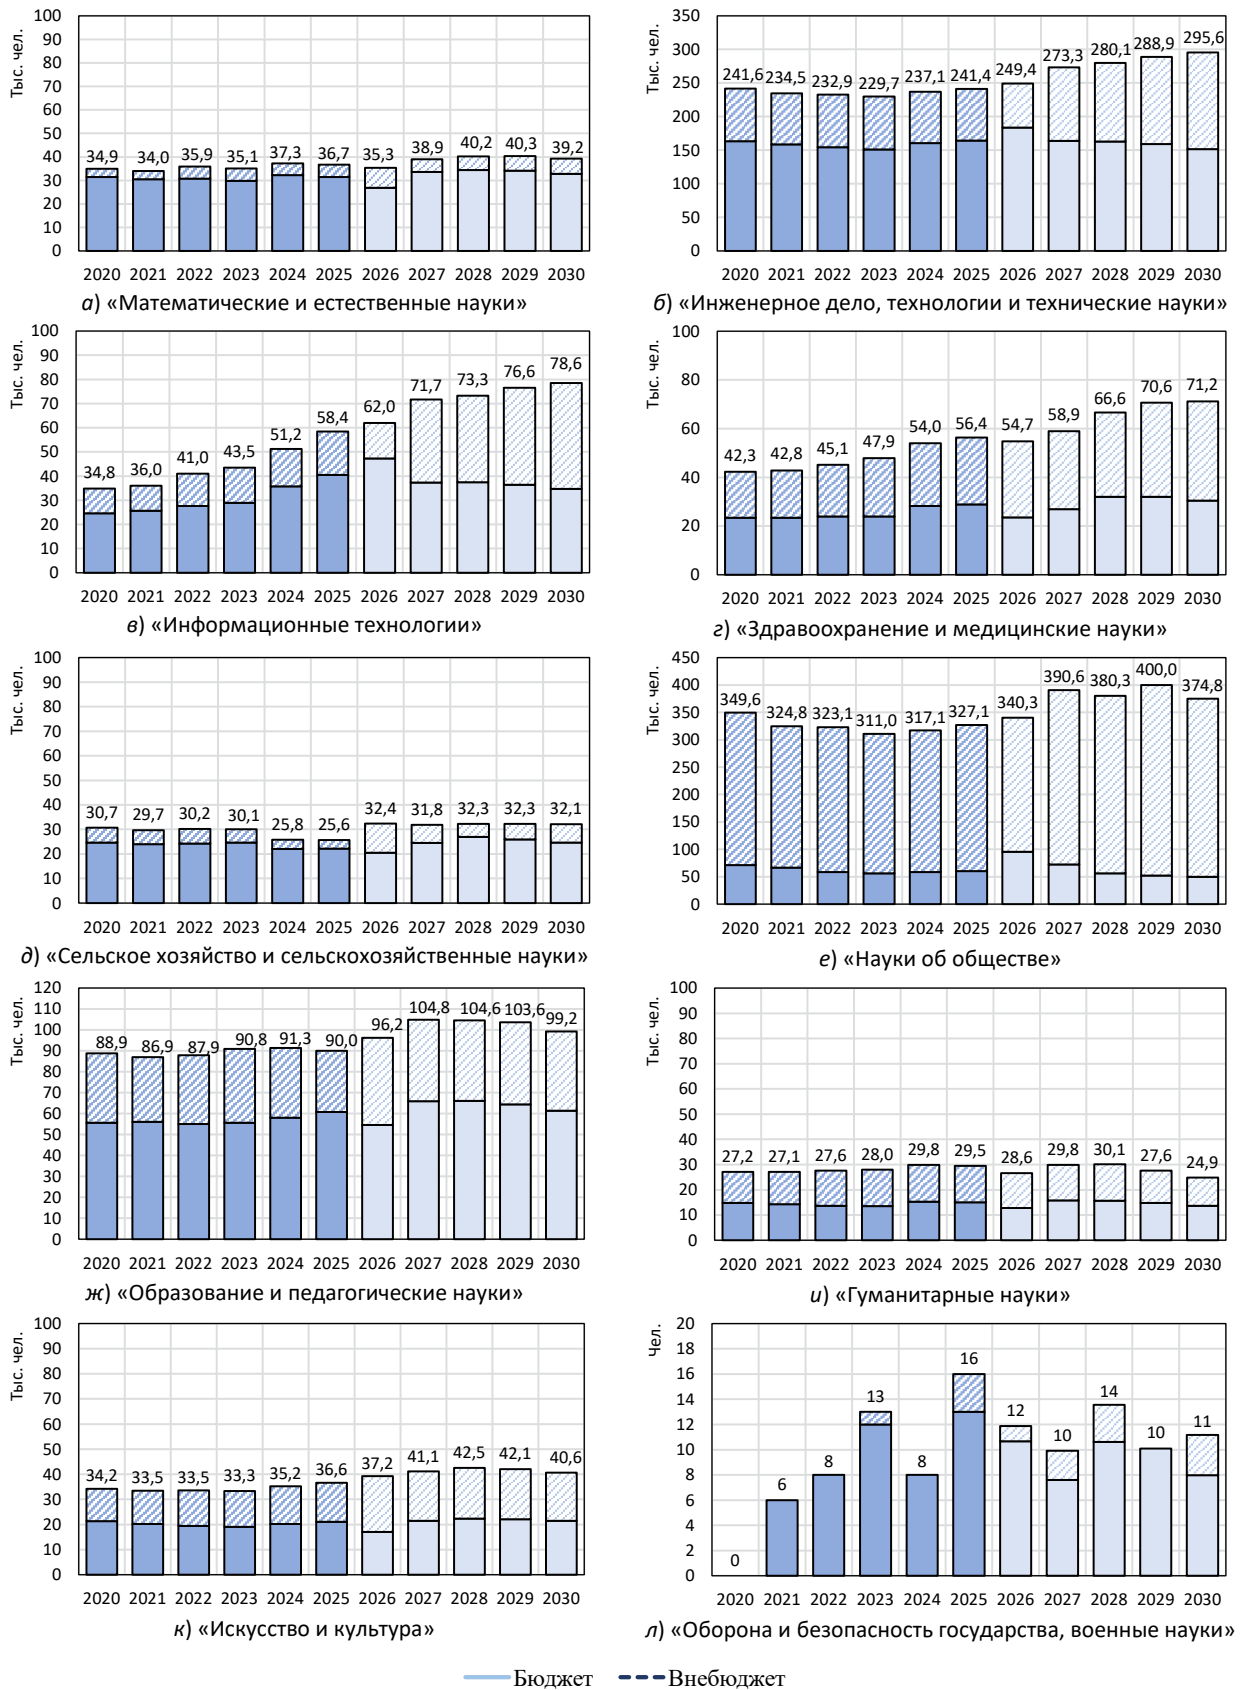 Тыс. чел.
100
90
80
70
60
50
40
30
20
10
0
34,9 34,0 35,9 35,1 37,3 36,7 35,3 38,9 40,2 40,3 39,2
2020 2021 2022 2023 2024 2025 2026 2027 2028 2029 2030
а) «Математические и естественные науки»
Тыс. чел.
350
300
250
200
150
100
50
0
241,6 234,5 232,9 229,7 237,1 241,4 249,4 273,3 280,1 288,9 295,6
2020 2021 2022 2023 2024 2025 2026 2027 2028 2029 2030
б) «Инженерное дело, технологии и технические науки»
Тыс. чел.
100
90
80
70
60
50
40
30
20
10
0
34,8 36,0 41,0 43,5 51,2 58,4 62,0 71,7 73,3 76,6 78,6
2020 2021 2022 2023 2024 2025 2026 2027 2028 2029 2030
в) «Информационные технологии»
Тыс. чел.
100
80
60
40
20
0
42,3 42,8 45,1 47,9 54,0 56,4 54,7 58,9 66,6 70,6 71,2
2020 2021 2022 2023 2024 2025 2026 2027 2028 2029 2030
г) «Здравоохранение и медицинские науки»
Тыс. чел.
100
90
80
70
60
50
40
30
20
10
0
30,7 29,7 30,2 30,1 25,8 25,6 32,4 31,8 32,3 32,3 32,1
2020 2021 2022 2023 2024 2025 2026 2027 2028 2029 2030
д) «Сельское хозяйство и сельскохозяйственные науки»
Тыс. чел.
450
400
350
300
250
200
150
100
50
0
349,6 324,8 323,1 311,0 317,1 327,1 340,3 390,6 380,3 400,0 374,8
2020 2021 2022 2023 2024 2025 2026 2027 2028 2029 2030
е) «Науки об обществе»
Тыс. чел.
120
110
100
90
80
70
60
50
40
30
20
10
0
88,9 86,9 87,9 90,8 91,3 90,0 96,2 104,8 104,6 103,6 99,2
2020 2021 2022 2023 2024 2025 2026 2027 2028 2029 2030
ж) «Образование и педагогические науки»
Тыс. чел.
100
90
80
70
60
50
40
30
20
10
0
27,2 27,1 27,6 28,0 29,8 29,5 28,6 29,8 30,1 27,6 24,9
2020 2021 2022 2023 2024 2025 2026 2027 2028 2029 2030
и) «Гуманитарные науки»
Тыс. чел.
100
90
80
70
60
50
40
30
20
10
0
34,2 33,5 33,5 33,3 35,2 36,6 37,2 41,1 42,5 42,1 40,6
2020 2021 2022 2023 2024 2025 2026 2027 2028 2029 2030
к) «Искусство и культура»
Чел.
20
18
16
14
12
10
8
6
4
2
0
0 6 8 13 8 16 12 10 14 10 11
2020 2021 2022 2023 2024 2025 2026 2027 2028 2029 2030
л) «Оборона и безопасность государства, военные науки»
Бюджет Внебюджет